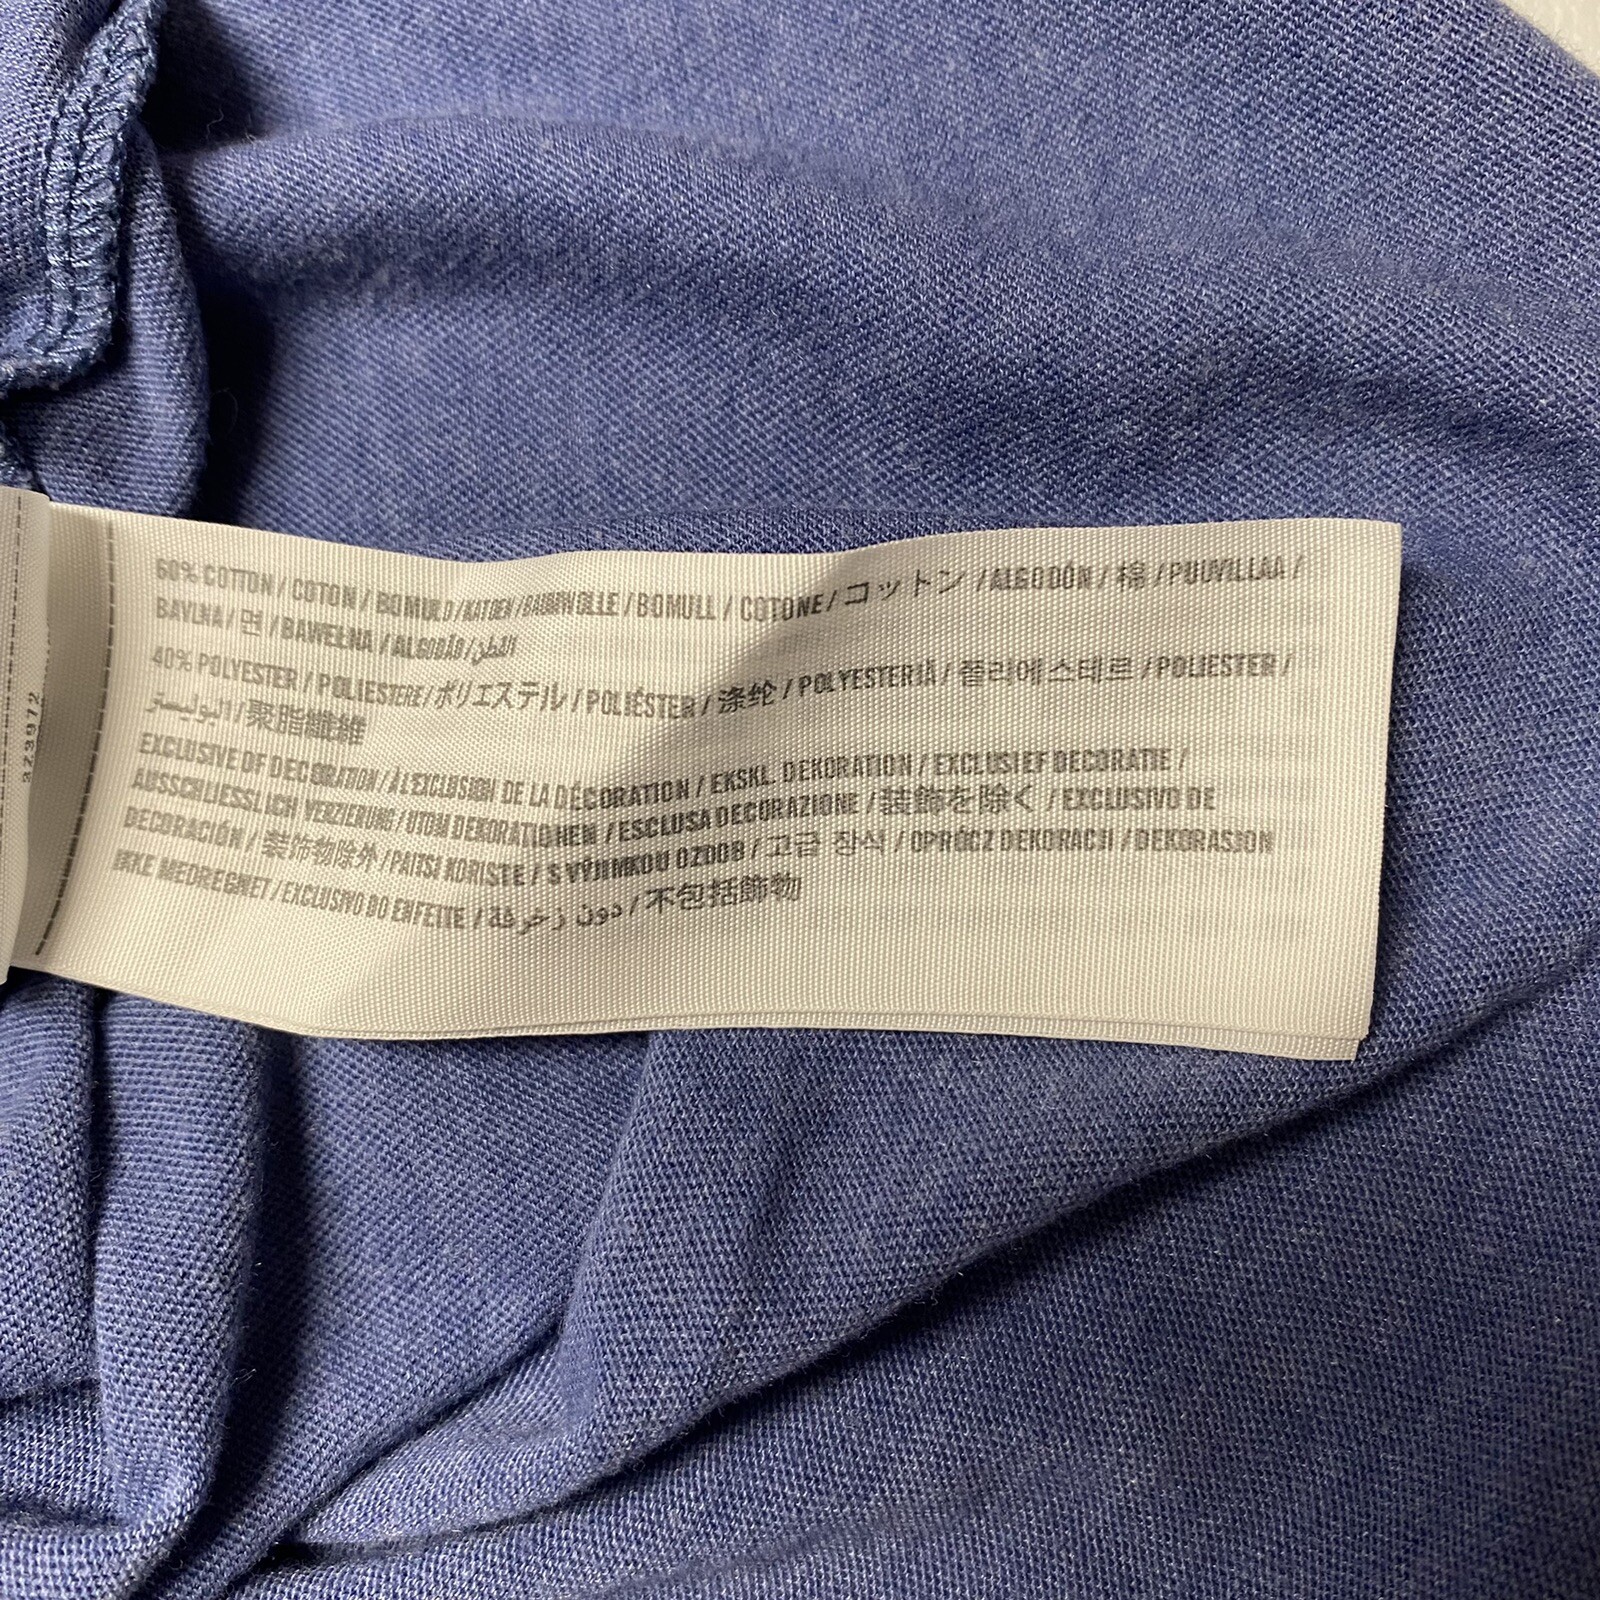 60% COTTON / COTON / BOMULD / KATOEN / BAUMWOLLE / BOMULL / COTONE / コットン / ALGODÓN / 棉 / PUUVILLAA /
BAVLNA / 면 / BAWEŁNA / ALGODÃO / القطن
40% POLYESTER / POLIESTERE / ポリエステル / POLIÉSTER / 涤纶 / POLYESTERIÄ / 폴리에스테르 / POLIESTER /
البوليستر / 聚脂纖維
EXCLUSIVE OF DECORATION / À L'EXCLUSION DE LA DÉCORATION / EKSKL. DEKORATION / EXCLUSIEF DECORATIE /
AUSSCHLIESSLICH VERZIERUNG / UTOM DEKORATIONEN / ESCLUSA DECORAZIONE / 装飾を除く / EXCLUSIVO DE
DECORACIÓN / 装饰物除外 / PAITSI KORISTE / S VÝJIMKOU OZDOB / 고급 장식 / OPRÓCZ DEKORACJI / DEKORASJON
IKKE MEDREGNET / EXCLUSIVO DO ENFEITE / دون زخرفة / 不包括飾物
323972